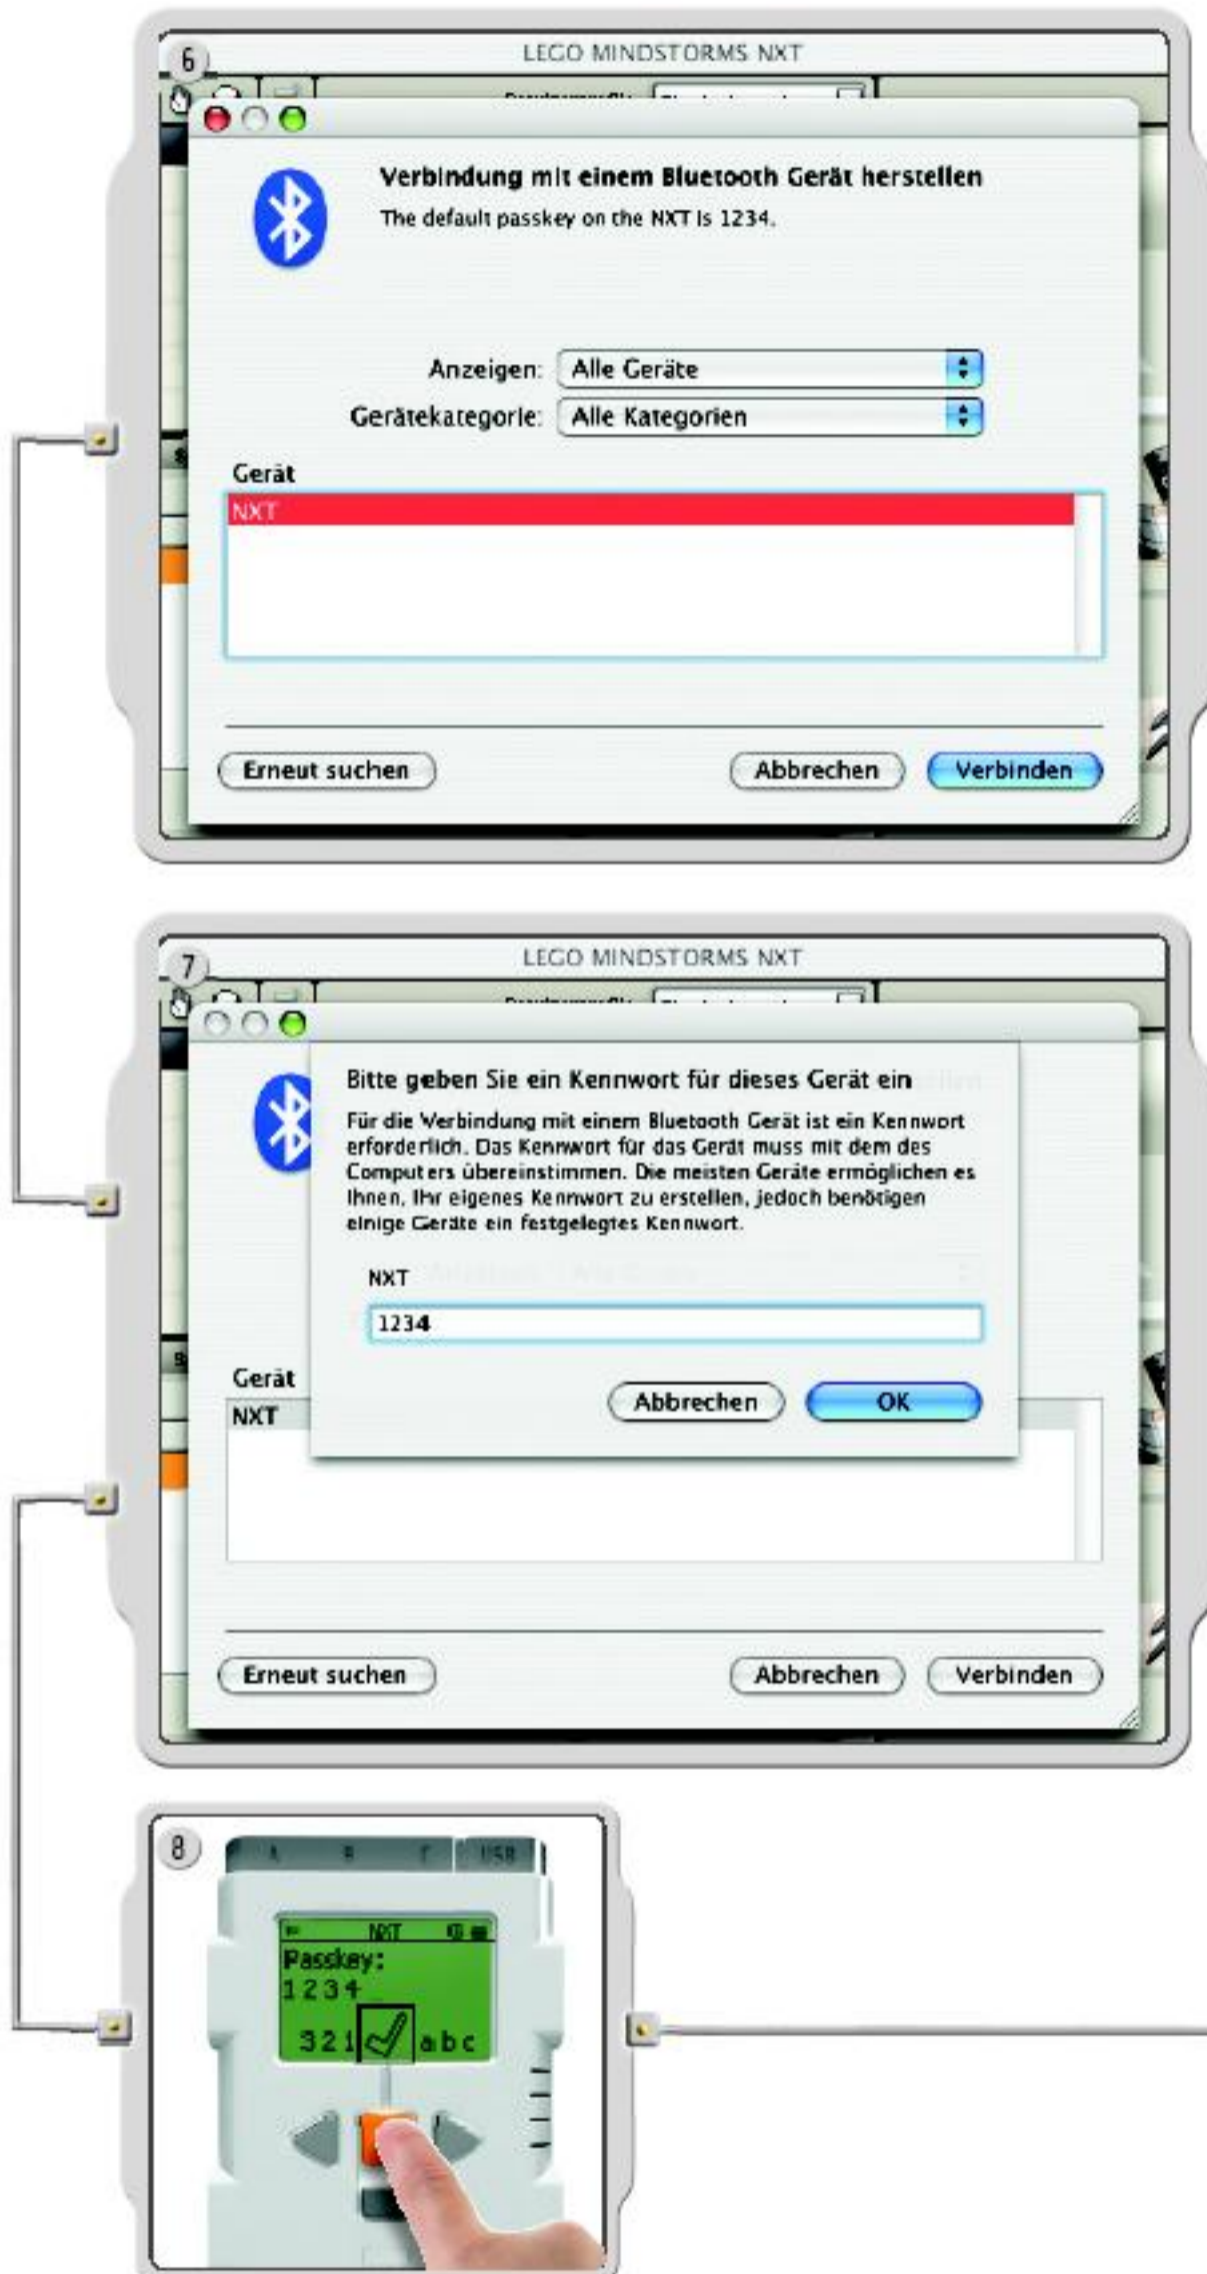 6
LEGO MINDSTORMS NXT
Verbindung mit einem Bluetooth Gerät herstellen
The default passkey on the NXT is 1234.
Anzeigen: Alle Geräte
Gerätekategorie: Alle Kategorien
Gerät
NXT
Erneut suchen Abbrechen Verbinden
7
LEGO MINDSTORMS NXT
Bitte geben Sie ein Kennwort für dieses Gerät ein
Für die Verbindung mit einem Bluetooth Gerät ist ein Kennwort
erforderlich. Das Kennwort für das Gerät muss mit dem des
Computers übereinstimmen. Die meisten Geräte ermöglichen es
Ihnen, Ihr eigenes Kennwort zu erstellen, jedoch benötigen
einige Geräte ein festgelegtes Kennwort.
NXT
1234
Abbrechen OK
Gerät
NXT
Erneut suchen Abbrechen Verbinden
8
A B C USB
NXT
Passkey:
1234_
321 abc